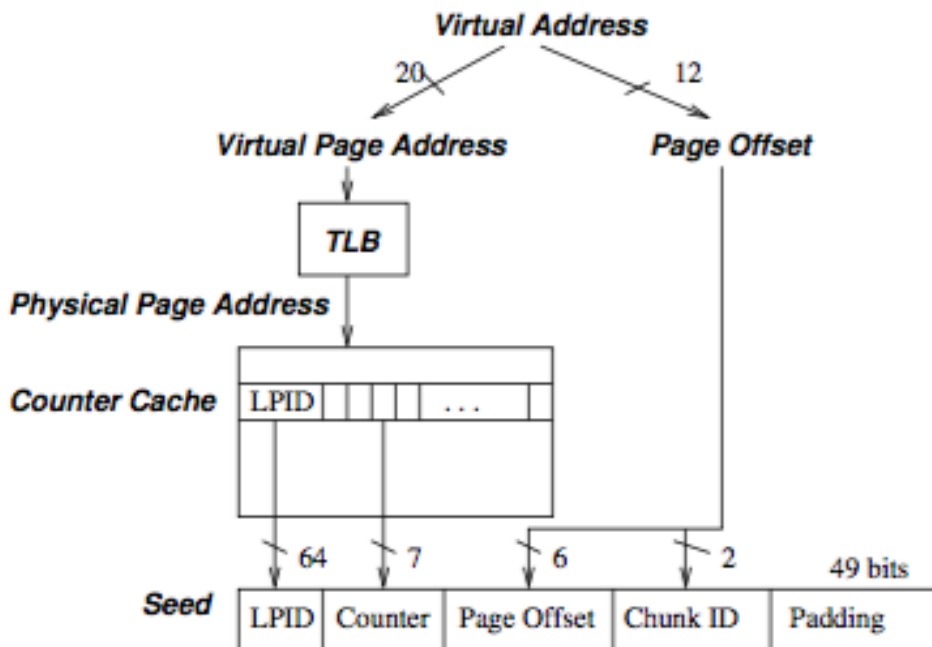 Virtual Address
20
12
Virtual Page Address
Page Offset
TLB
Physical Page Address
Counter Cache
LPID
. . .
64
7
6
2
49 bits
Seed
LPID
Counter
Page Offset
Chunk ID
Padding